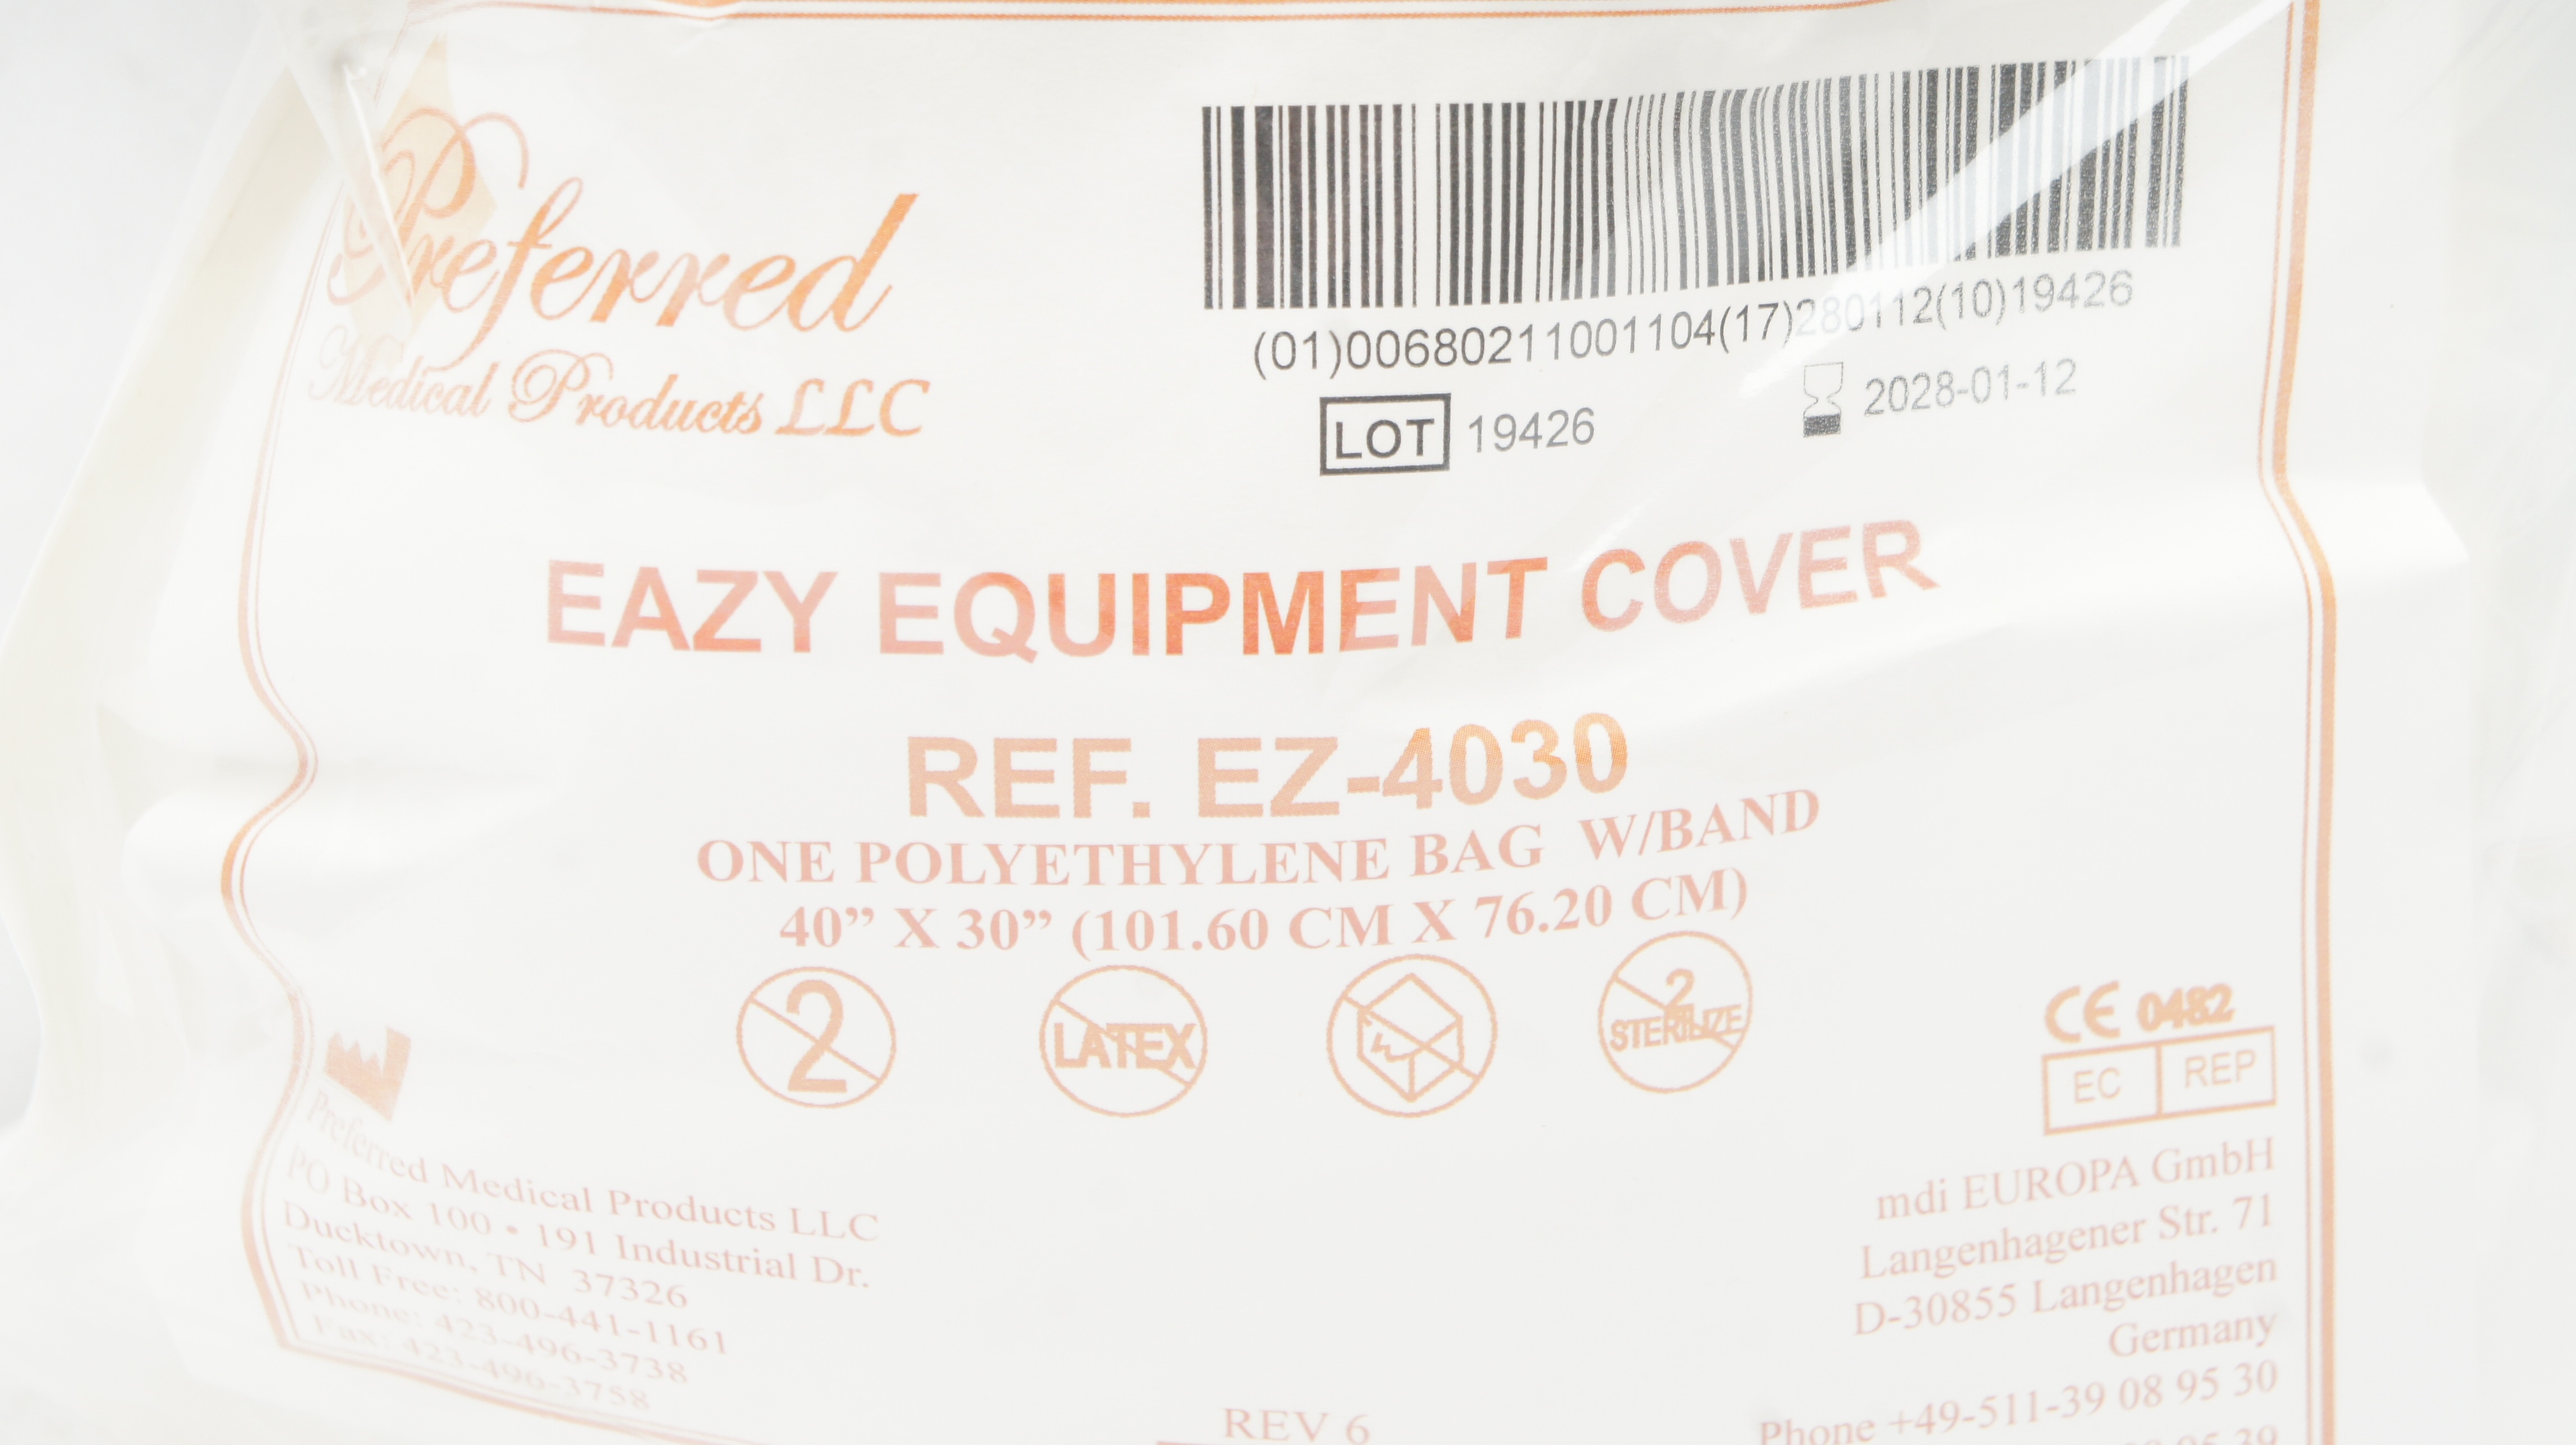 Preferred
Medical Products LLC
(01)00680211001104(17)280112(10)19426
LOT 19426
2028-01-12
EAZY EQUIPMENT COVER
REF. EZ-4030
ONE POLYETHYLENE BAG W/BAND
40” X 30” (101.60 CM X 76.20 CM)
2
LATEX
2
STERILIZE
CE 0482
EC REP
Preferred Medical Products LLC
PO Box 100 • 191 Industrial Dr.
Ducktown, TN 37326
Toll Free: 800-441-1161
Phone: 423-496-3738
Fax: 423-496-3758
mdi EUROPA GmbH
Langenhagener Str. 71
D-30855 Langenhagen
Germany
Phone +49-511-39 08 95 30
REV 6